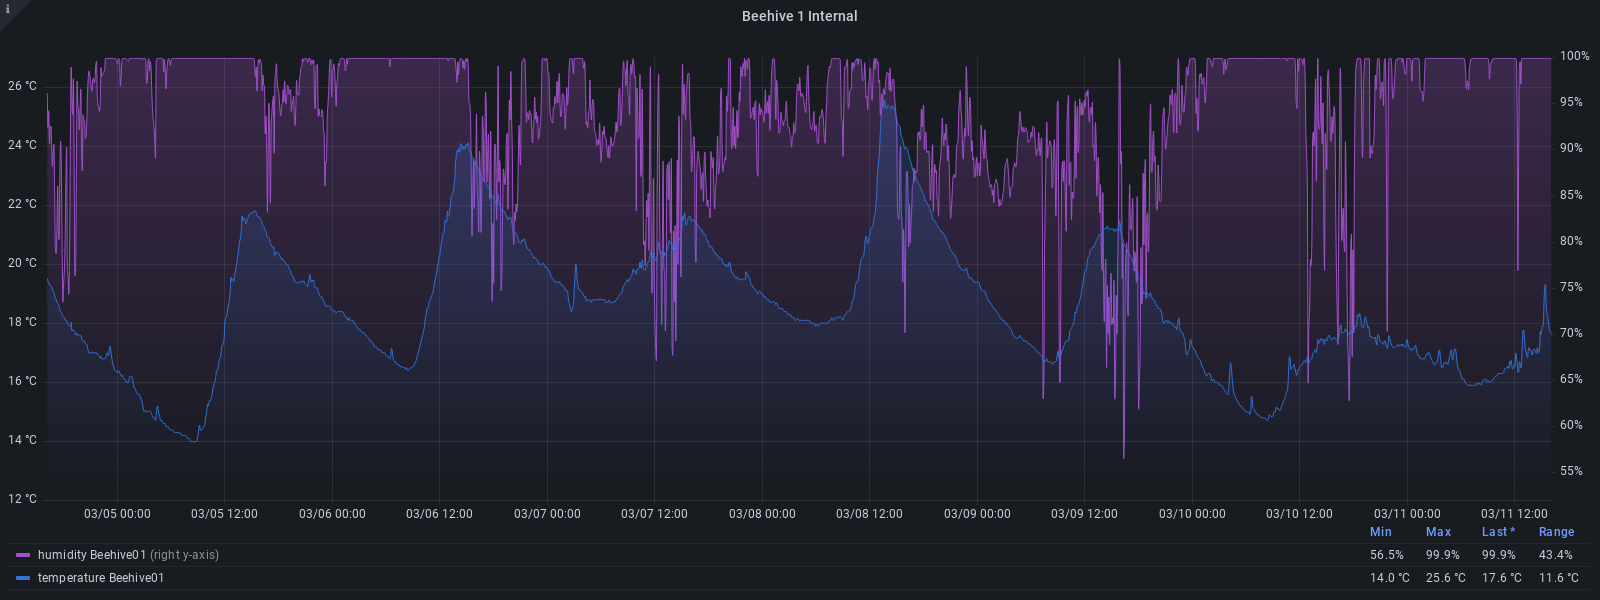 i
Beehive 1 Internal
26 °C
24 °C
22 °C
20 °C
18 °C
16 °C
14 °C
12 °C
100%
95%
90%
85%
80%
75%
70%
65%
60%
55%
03/05 00:00 03/05 12:00 03/06 00:00 03/06 12:00 03/07 00:00 03/07 12:00 03/08 00:00 03/08 12:00 03/09 00:00 03/09 12:00 03/10 00:00 03/10 12:00 03/11 00:00 03/11 12:00
Min Max Last * Range
humidity Beehive01 (right y-axis) 56.5% 99.9% 99.9% 43.4%
temperature Beehive01 14.0 °C 25.6 °C 17.6 °C 11.6 °C